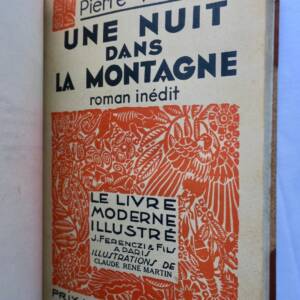 Pierre
UNE NUIT
DANS
LA MONTAGNE
roman inédit
LE LIVRE
MODERNE
ILLUSTRÉ
J. FERENCZI & FILS
A PARIS
ILLUSTRATIONS DE
CLAUDE RENÉ MARTIN
PRIX